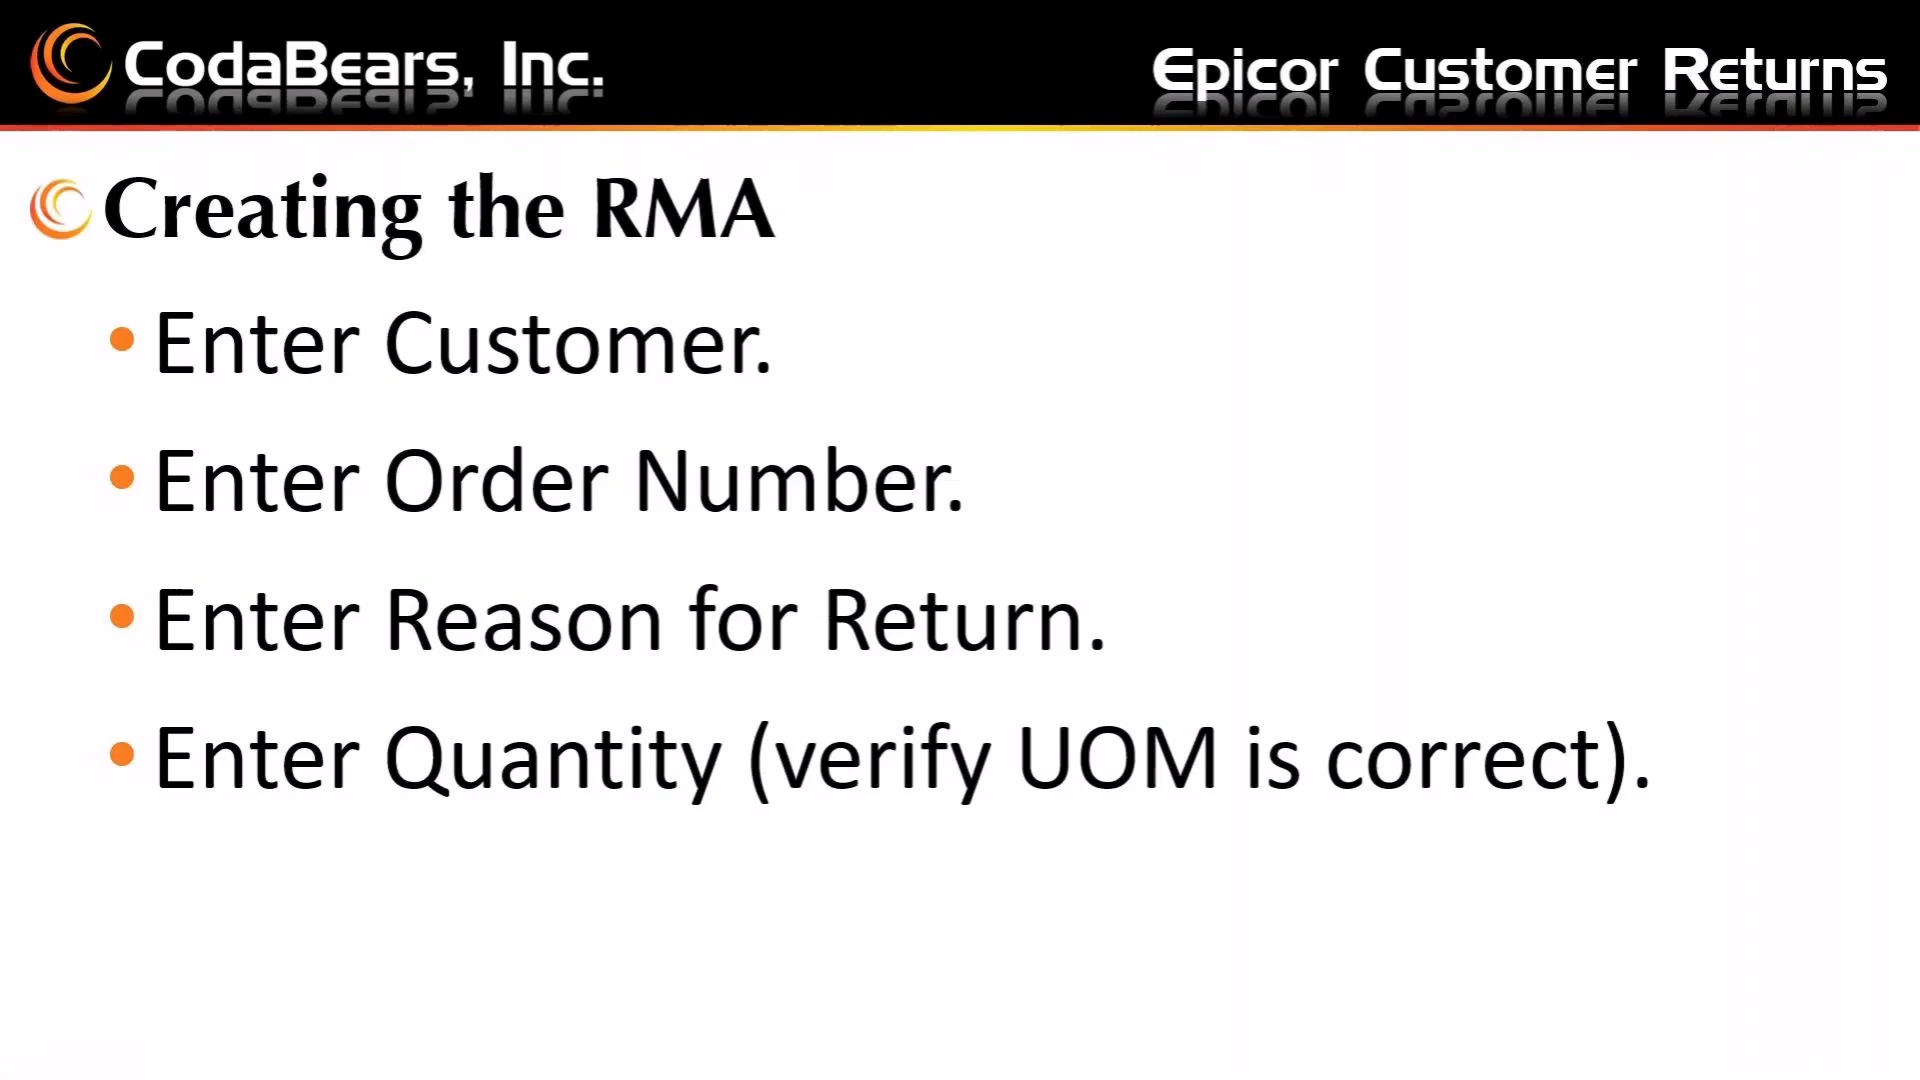 CodaBears, Inc.
Epicor Customer Returns
Creating the RMA
• Enter Customer.
• Enter Order Number.
• Enter Reason for Return.
• Enter Quantity (verify UOM is correct).